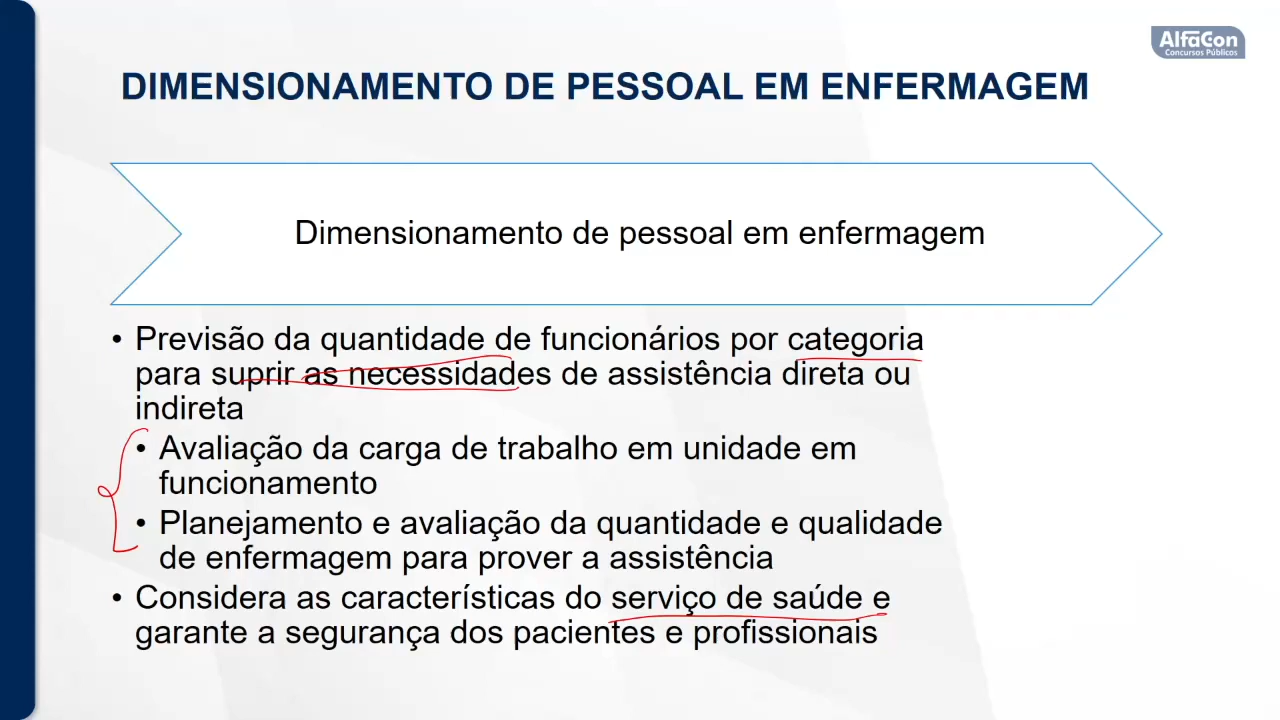 AlfaCon
Concursos Públicos
DIMENSIONAMENTO DE PESSOAL EM ENFERMAGEM
Dimensionamento de pessoal em enfermagem
• Previsão da quantidade de funcionários por categoria
para suprir as necessidades de assistência direta ou
indireta
• Avaliação da carga de trabalho em unidade em
funcionamento
• Planejamento e avaliação da quantidade e qualidade
de enfermagem para prover a assistência
• Considera as características do serviço de saúde e
garante a segurança dos pacientes e profissionais